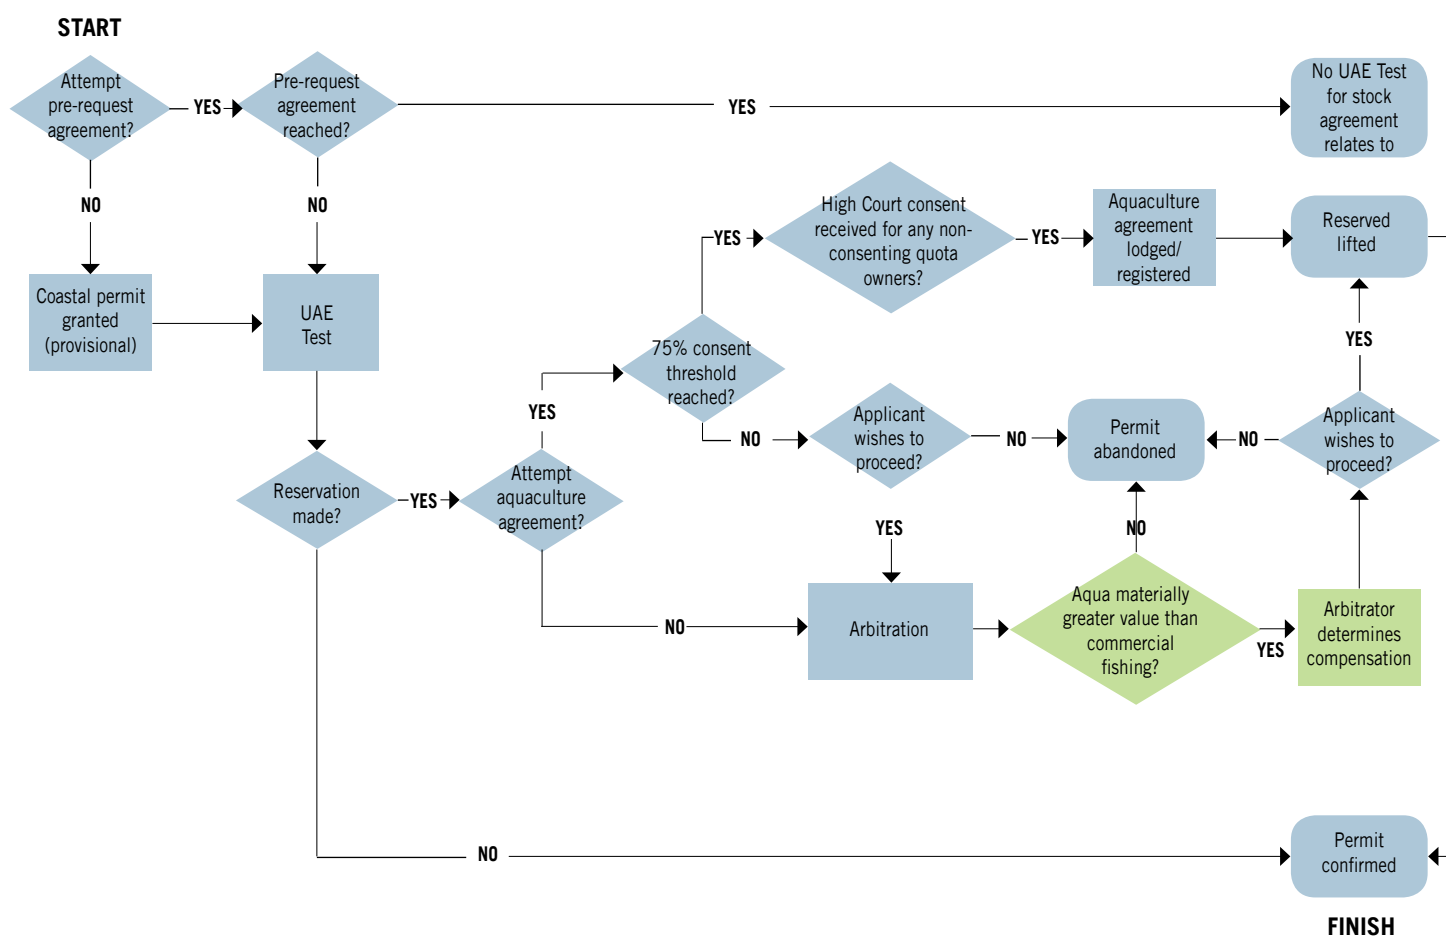 START
Attempt
pre-request
agreement?
YES
Pre-request
agreement
reached?
YES
No UAE Test
for stock
agreement
relates to
NO
NO
Coastal permit
granted
(provisional)
UAE
Test
YES
High Court consent
received for any non-
consenting quota
owners?
YES
Aquaculture
agreement
lodged/
registered
Reserved
lifted
75% consent
threshold
reached?
YES
YES
NO
Applicant
wishes to
proceed?
NO
Permit
abandoned
NO
Applicant
wishes to
proceed?
Reservation
made?
YES
Attempt
aquaculture
agreement?
YES
NO
NO
Arbitration
Aqua materially
greater value than
commercial
fishing?
YES
Arbitrator
determines
compensation
NO
Permit
confirmed
FINISH